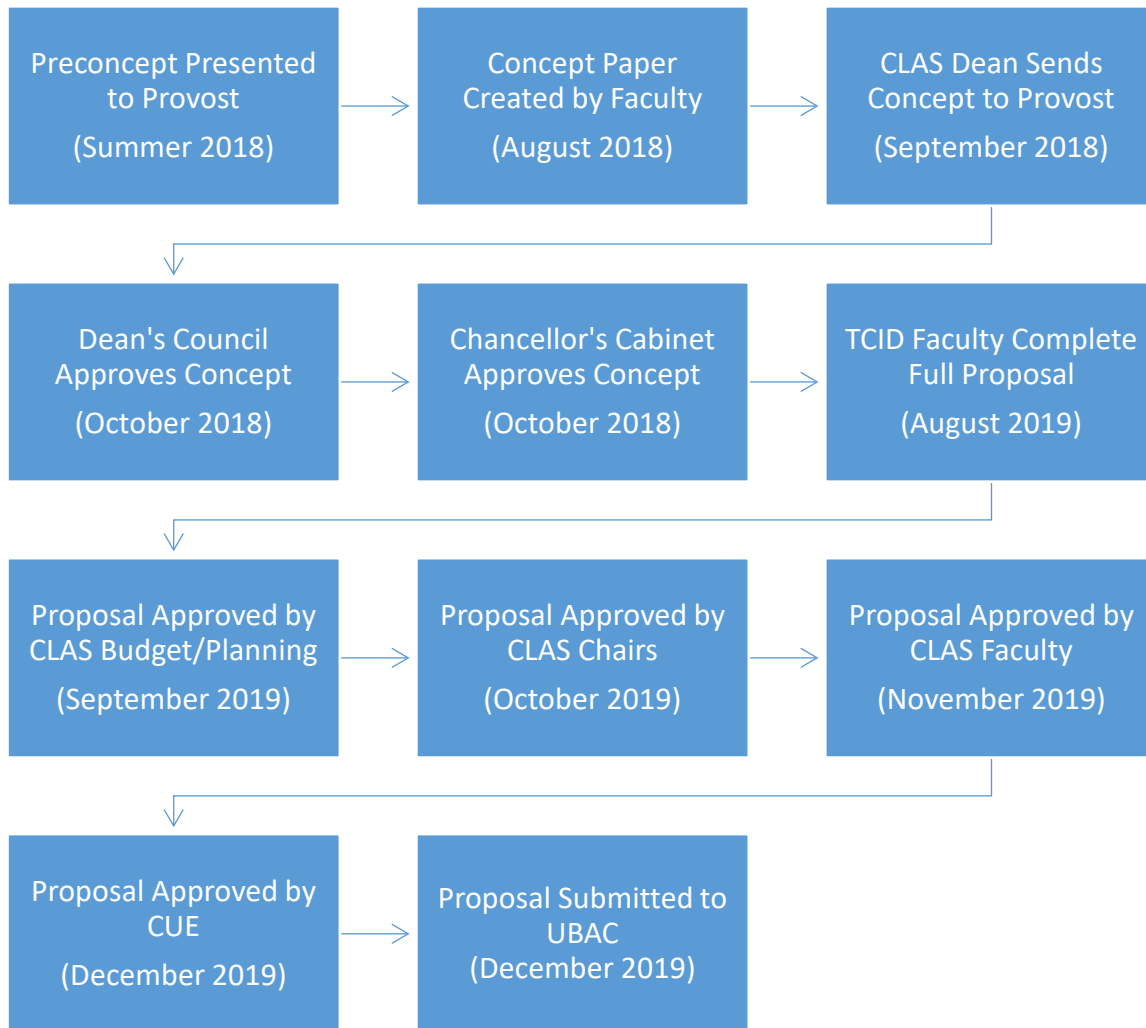 Preconcept Presented
to Provost
(Summer 2018)
Concept Paper
Created by Faculty
(August 2018)
CLAS Dean Sends
Concept to Provost
(September 2018)
Dean's Council
Approves Concept
(October 2018)
Chancellor's Cabinet
Approves Concept
(October 2018)
TCID Faculty Complete
Full Proposal
(August 2019)
Proposal Approved by
CLAS Budget/Planning
(September 2019)
Proposal Approved by
CLAS Chairs
(October 2019)
Proposal Approved by
CLAS Faculty
(November 2019)
Proposal Approved by
CUE
(December 2019)
Proposal Submitted to
UBAC
(December 2019)